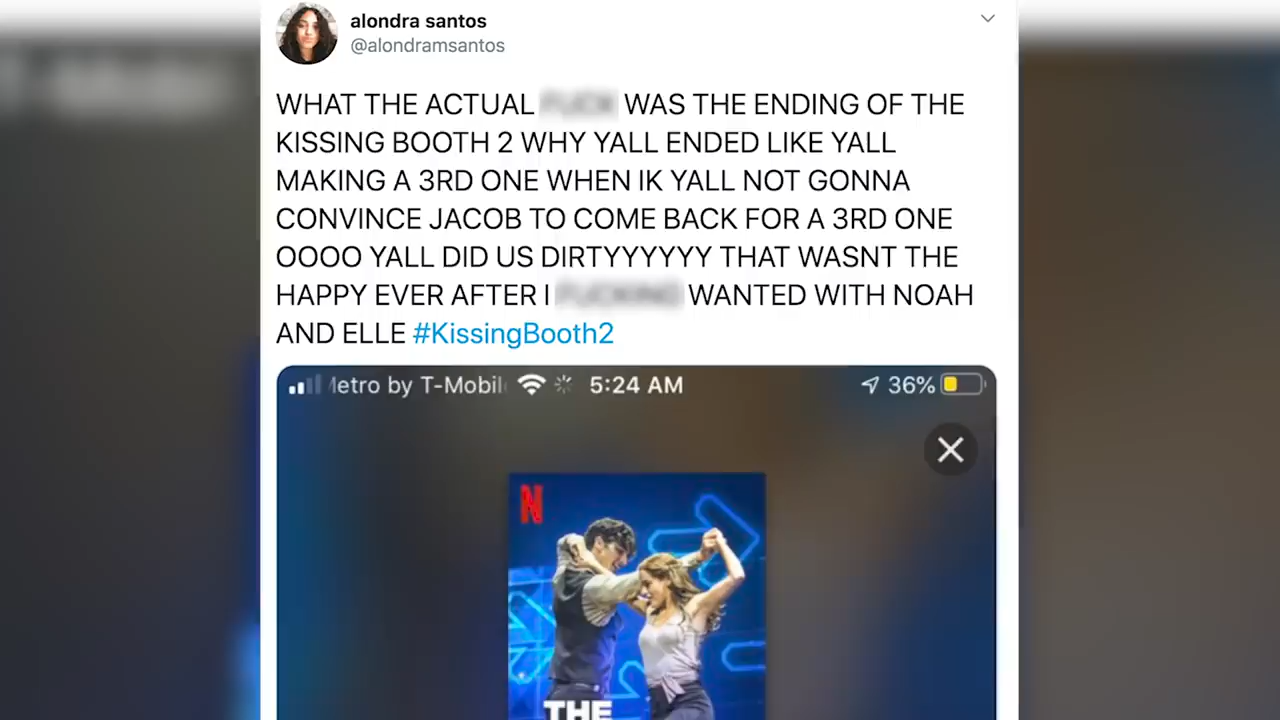 alondra santos
@alondramsantos
WHAT THE ACTUAL WAS THE ENDING OF THE
KISSING BOOTH 2 WHY YALL ENDED LIKE YALL
MAKING A 3RD ONE WHEN IK YALL NOT GONNA
CONVINCE JACOB TO COME BACK FOR A 3RD ONE
OOOO YALL DID US DIRTYYYYYY THAT WASNT THE
HAPPY EVER AFTER I WANTED WITH NOAH
AND ELLE #KissingBooth2
Metro by T-Mobil 5:24 AM 36%
N
THE